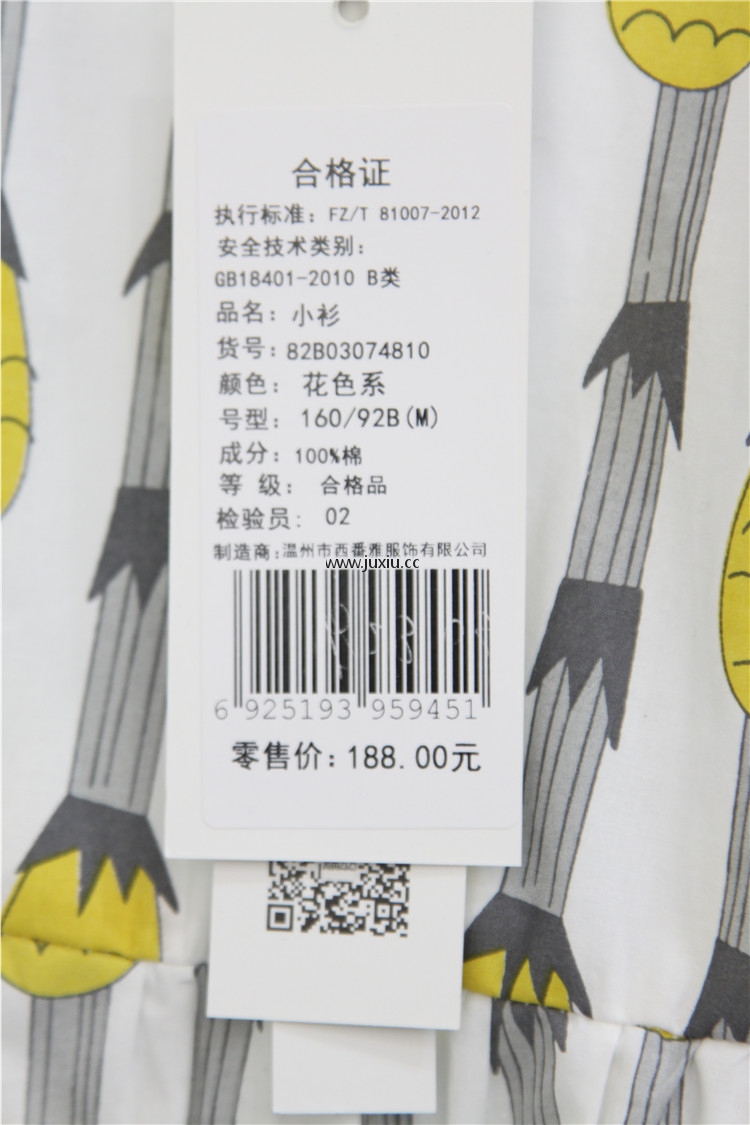 合格证
执行标准: FZ/T 81007-2012
安全技术类别:
GB18401-2010 B类
品名: 小衫
货号: 82B03074810
颜色: 花色系
号型: 160/92B(M)
成分: 100%棉
等 级: 合格品
检验员: 02
制造商:温州市西番雅服饰有限公司
www.juxiu.cc
6 925193 959451
零售价: 188.00元